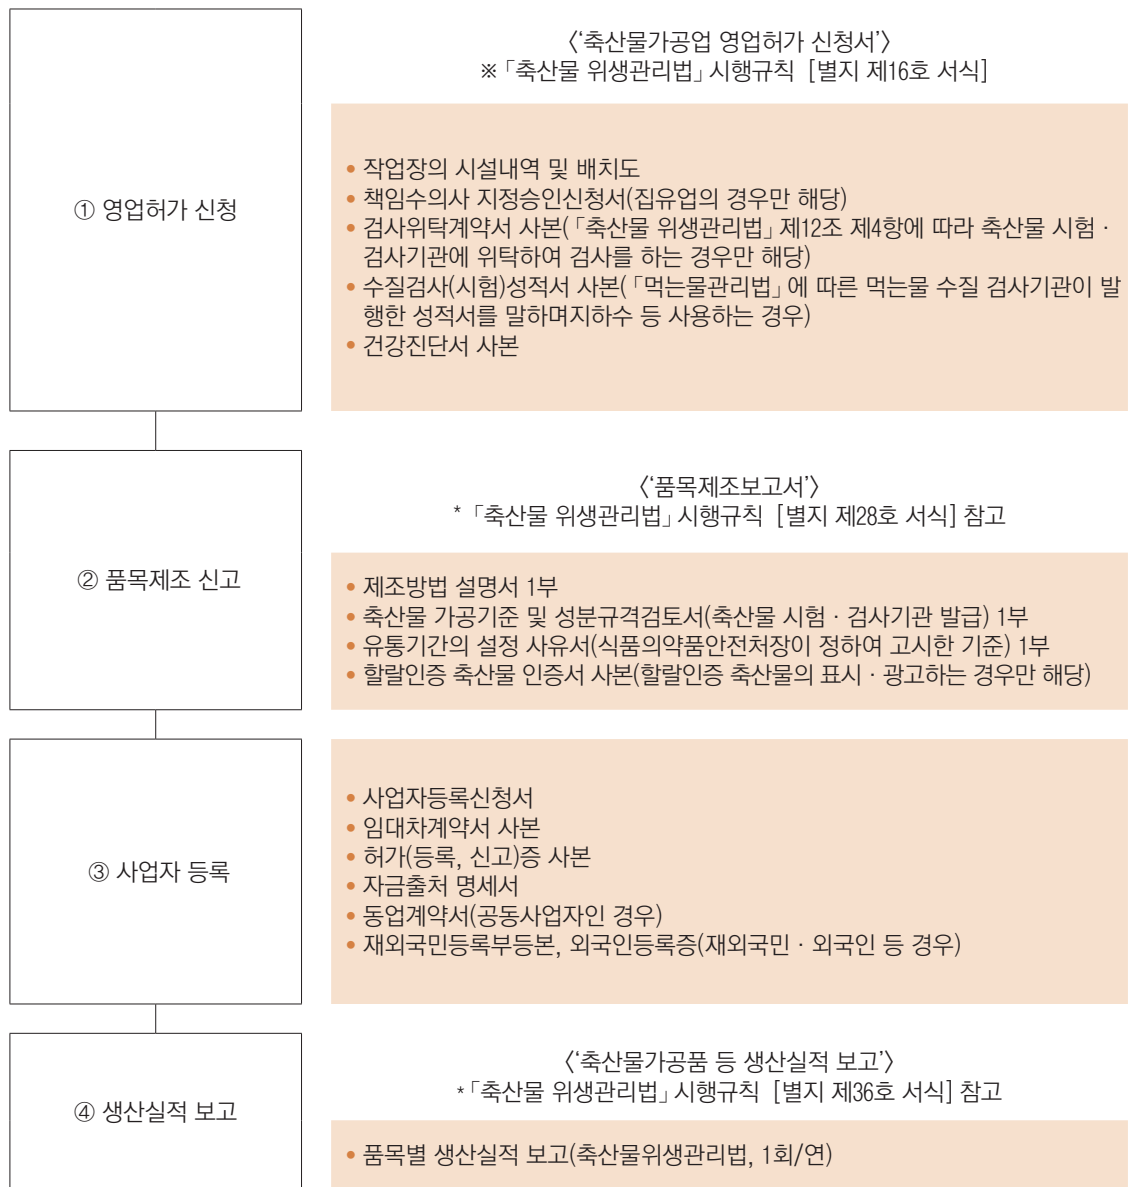 ① 영업허가 신청
〈‘축산물가공업 영업허가 신청서’〉
※「축산물 위생관리법」시행규칙 [별지 제16호 서식]
• 작업장의 시설내역 및 배치도
• 책임수의사 지정승인신청서(집유업의 경우만 해당)
• 검사위탁계약서 사본(「축산물 위생관리법」제12조 제4항에 따라 축산물 시험 ·
검사기관에 위탁하여 검사를 하는 경우만 해당)
• 수질검사(시험)성적서 사본(「먹는물관리법」에 따른 먹는물 수질 검사기관이 발
행한 성적서를 말하며지하수 등 사용하는 경우)
• 건강진단서 사본
② 품목제조 신고
〈‘품목제조보고서’〉
*「축산물 위생관리법」시행규칙 [별지 제28호 서식] 참고
• 제조방법 설명서 1부
• 축산물 가공기준 및 성분규격검토서(축산물 시험 · 검사기관 발급) 1부
• 유통기간의 설정 사유서(식품의약품안전처장이 정하여 고시한 기준) 1부
• 할랄인증 축산물 인증서 사본(할랄인증 축산물의 표시 · 광고하는 경우만 해당)
③ 사업자 등록
• 사업자등록신청서
• 임대차계약서 사본
• 허가(등록, 신고)증 사본
• 자금출처 명세서
• 동업계약서(공동사업자인 경우)
• 재외국민등록부등본, 외국인등록증(재외국민 · 외국인 등 경우)
④ 생산실적 보고
〈‘축산물가공품 등 생산실적 보고’〉
*「축산물 위생관리법」시행규칙 [별지 제36호 서식] 참고
• 품목별 생산실적 보고(축산물위생관리법, 1회/연)